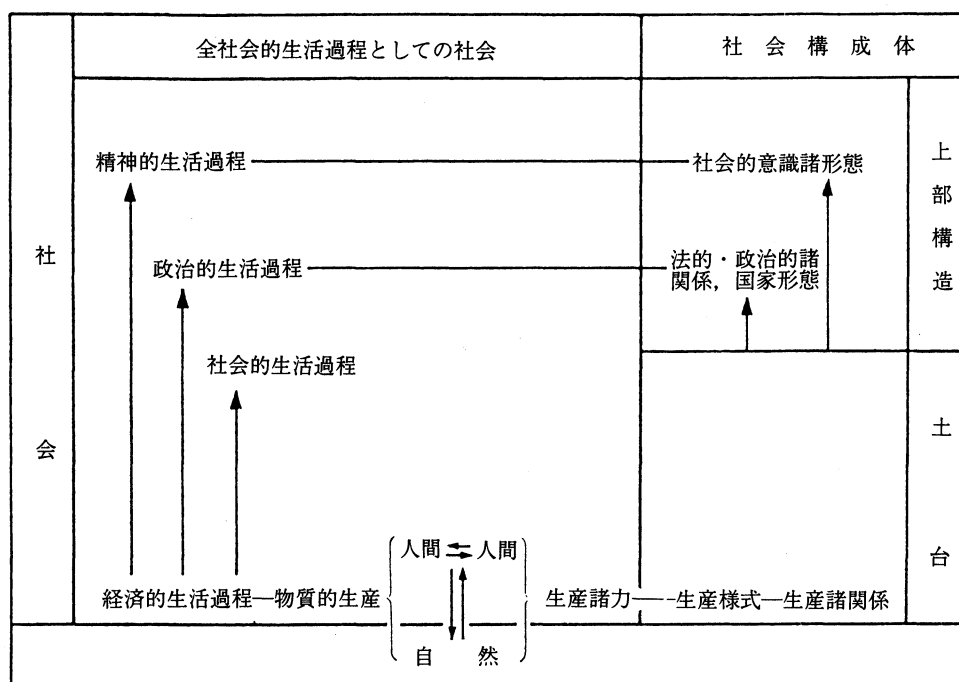 全社会的生活過程としての社会
社会構成体
社会
精神的生活過程
社会的意識諸形態
上部構造
政治的生活過程
法的・政治的諸
関係,国家形態
社会的生活過程
土台
人間 人間
経済的生活過程―物質的生産
生産諸力―生産様式―生産諸関係
自然